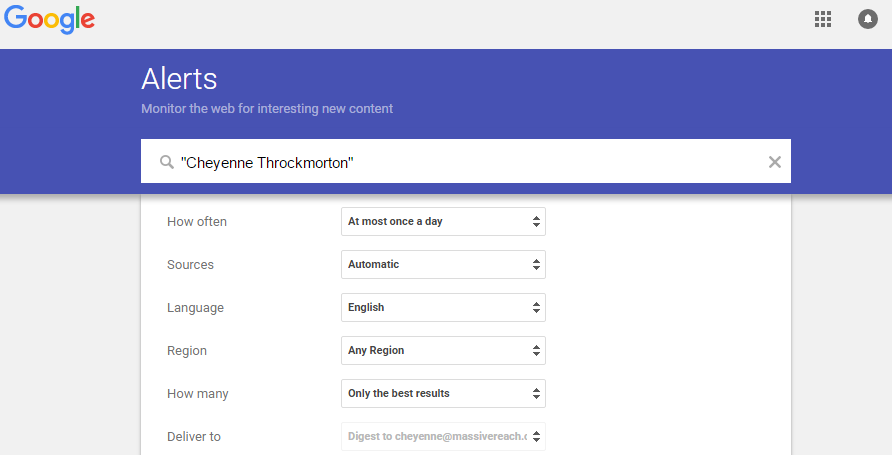 Google
Alerts
Monitor the web for interesting new content
"Cheyenne Throckmorton"
How often At most once a day
Sources Automatic
Language English
Region Any Region
How many Only the best results
Deliver to Digest to cheyenne@massivereach.c